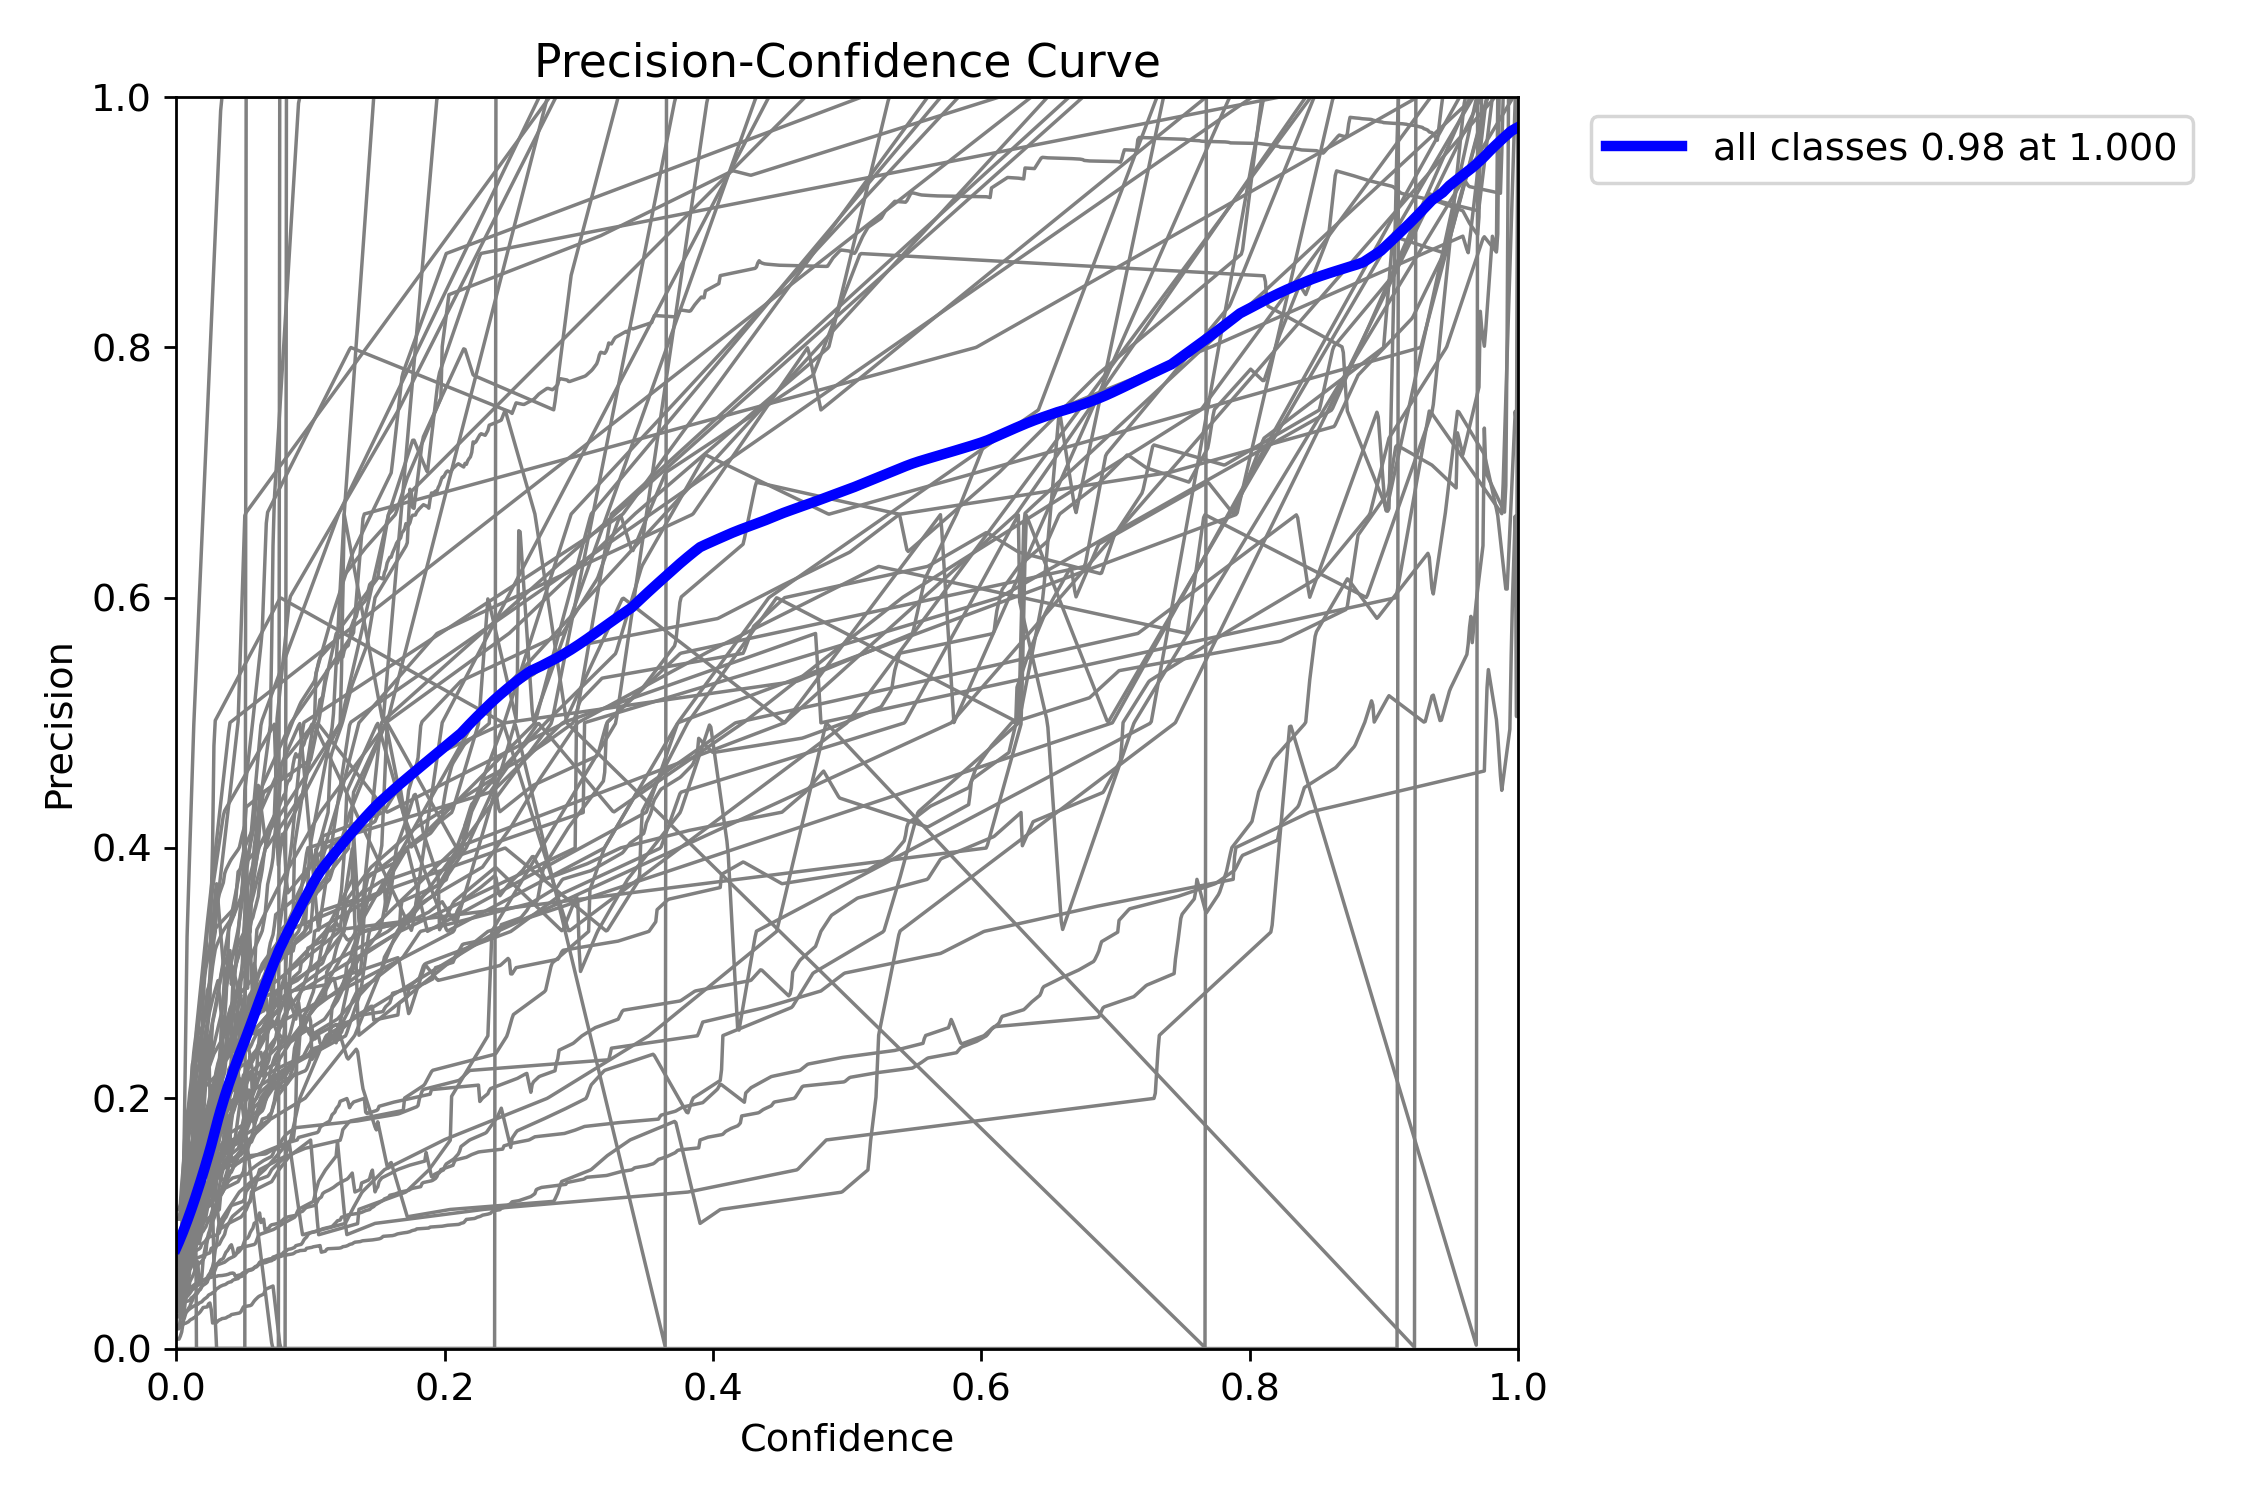 Precision-Confidence Curve
all classes 0.98 at 1.000
1.0
0.8
0.6
0.4
0.2
0.0
Precision
0.0 0.2 0.4 0.6 0.8 1.0
Confidence